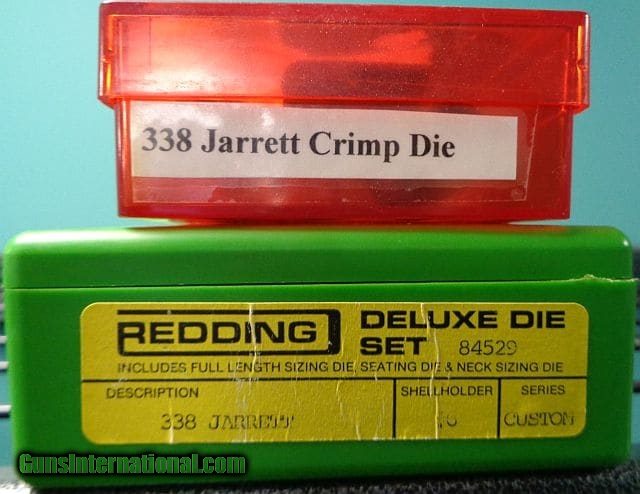 338 Jarrett Crimp Die
REDDING DELUXE DIE
SET 84529
INCLUDES FULL LENGTH SIZING DIE, SEATING DIE & NECK SIZING DIE
DESCRIPTION SHELLHOLDER SERIES
338 JARRETT CUSTOM
GunsInternational.com